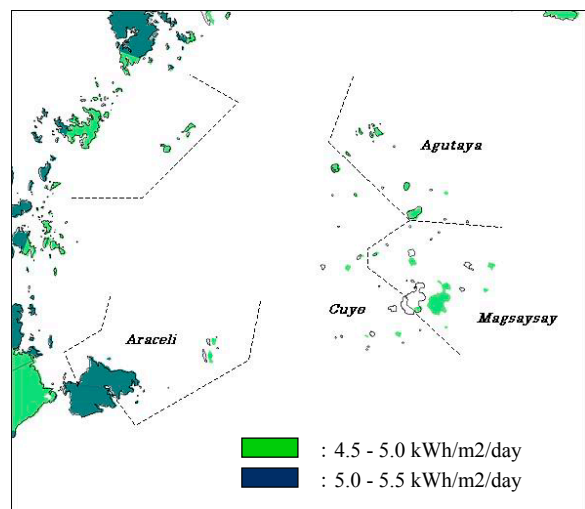 Agutaya
Cuyo Magsaysay
Araceli
: 4.5 - 5.0 kWh/m2/day
: 5.0 - 5.5 kWh/m2/day